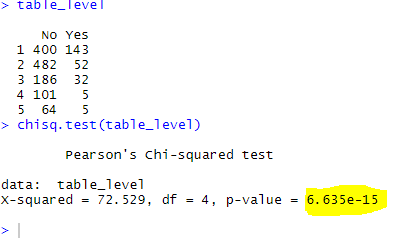 > table_level
No Yes
1 400 143
2 482 52
3 186 32
4 101 5
5 64 5
> chisq.test(table_level)
Pearson's Chi-squared test
data: table_level
X-squared = 72.529, df = 4, p-value = 6.635e-15
>